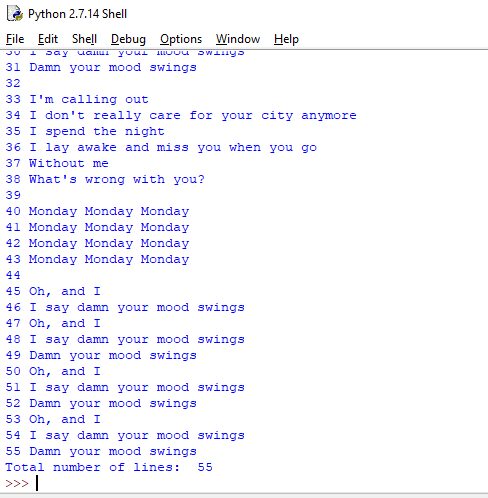 Python 2.7.14 Shell
File Edit Shell Debug Options Window Help
30 I say damn your mood swings
31 Damn your mood swings
32
33 I'm calling out
34 I don't really care for your city anymore
35 I spend the night
36 I lay awake and miss you when you go
37 Without me
38 What's wrong with you?
39
40 Monday Monday Monday
41 Monday Monday Monday
42 Monday Monday Monday
43 Monday Monday Monday
44
45 Oh, and I
46 I say damn your mood swings
47 Oh, and I
48 I say damn your mood swings
49 Damn your mood swings
50 Oh, and I
51 I say damn your mood swings
52 Damn your mood swings
53 Oh, and I
54 I say damn your mood swings
55 Damn your mood swings
Total number of lines:  55
>>>